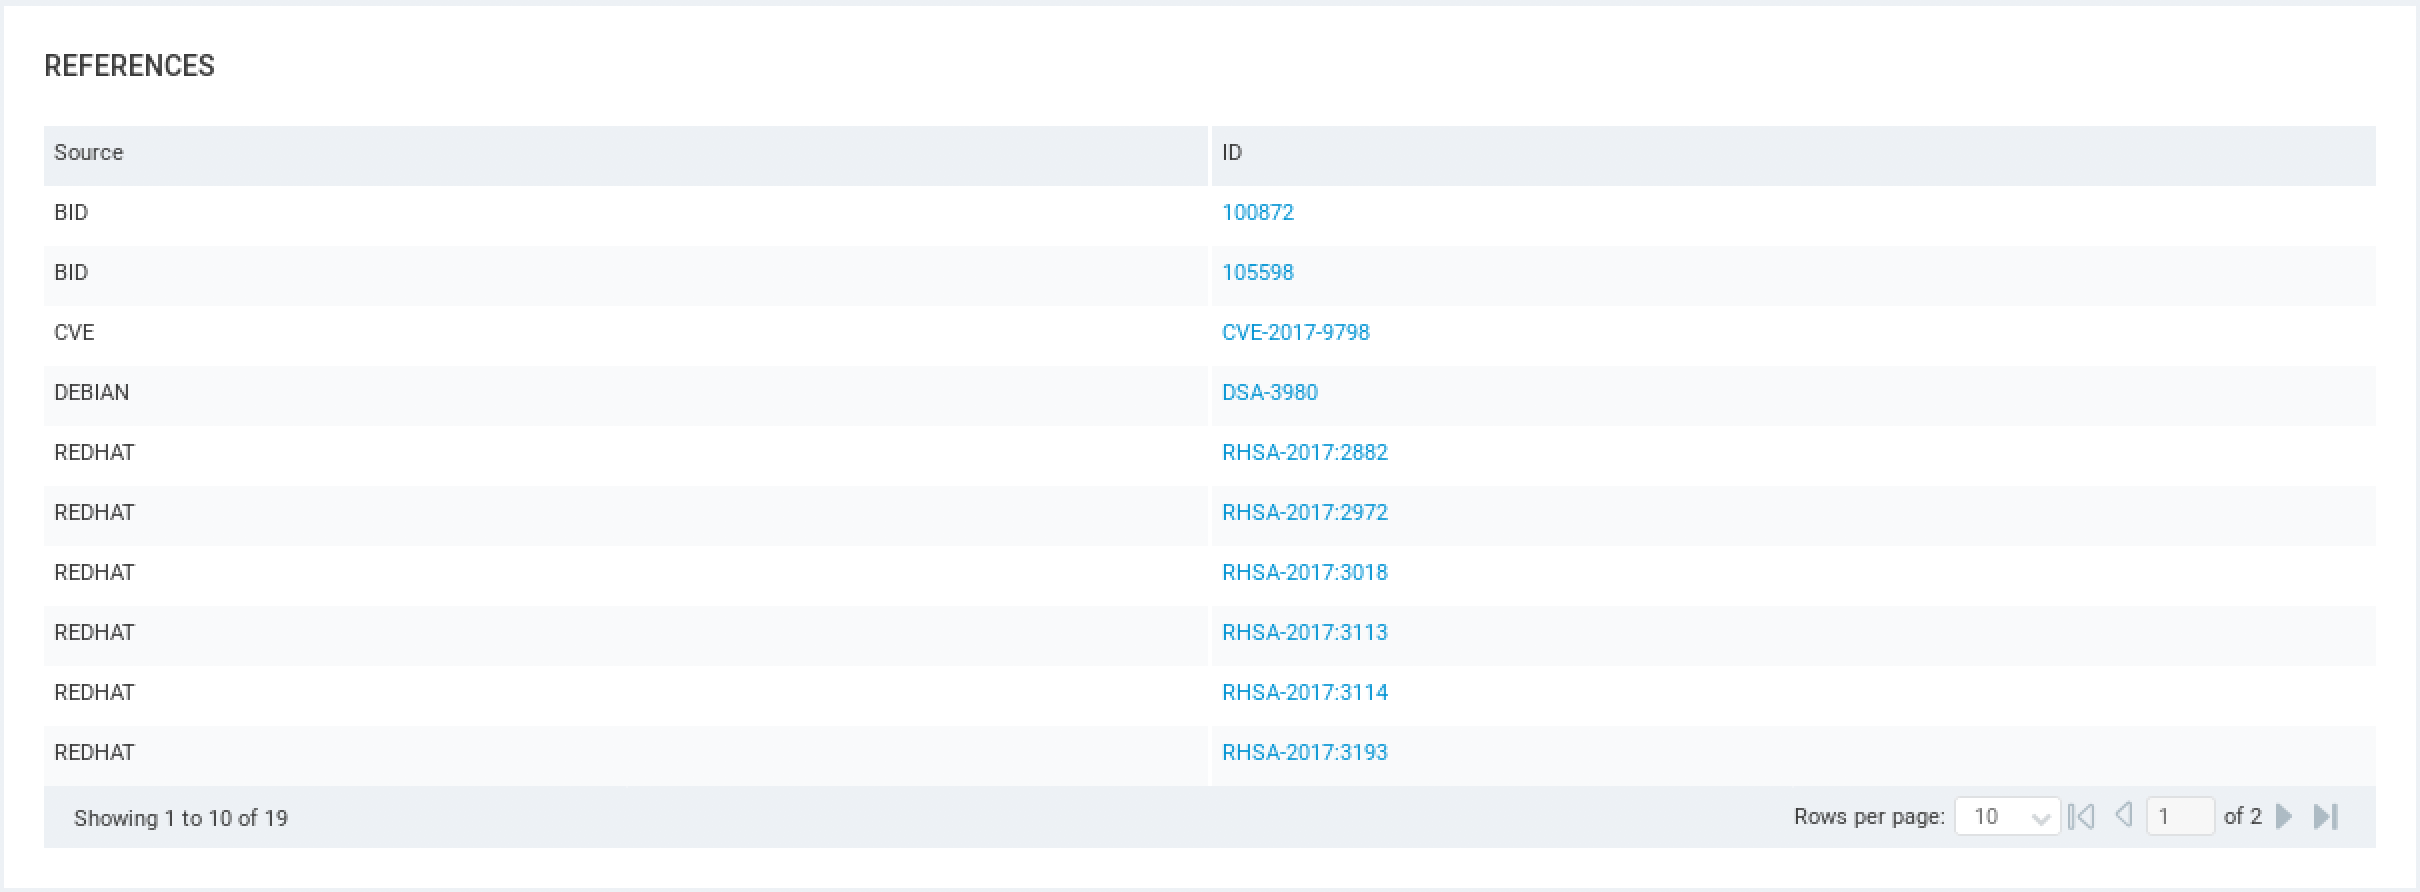 REFERENCES
Source ID
BID 100872
BID 105598
CVE CVE-2017-9798
DEBIAN DSA-3980
REDHAT RHSA-2017:2882
REDHAT RHSA-2017:2972
REDHAT RHSA-2017:3018
REDHAT RHSA-2017:3113
REDHAT RHSA-2017:3114
REDHAT RHSA-2017:3193
Showing 1 to 10 of 19 Rows per page: 10 1 of 2